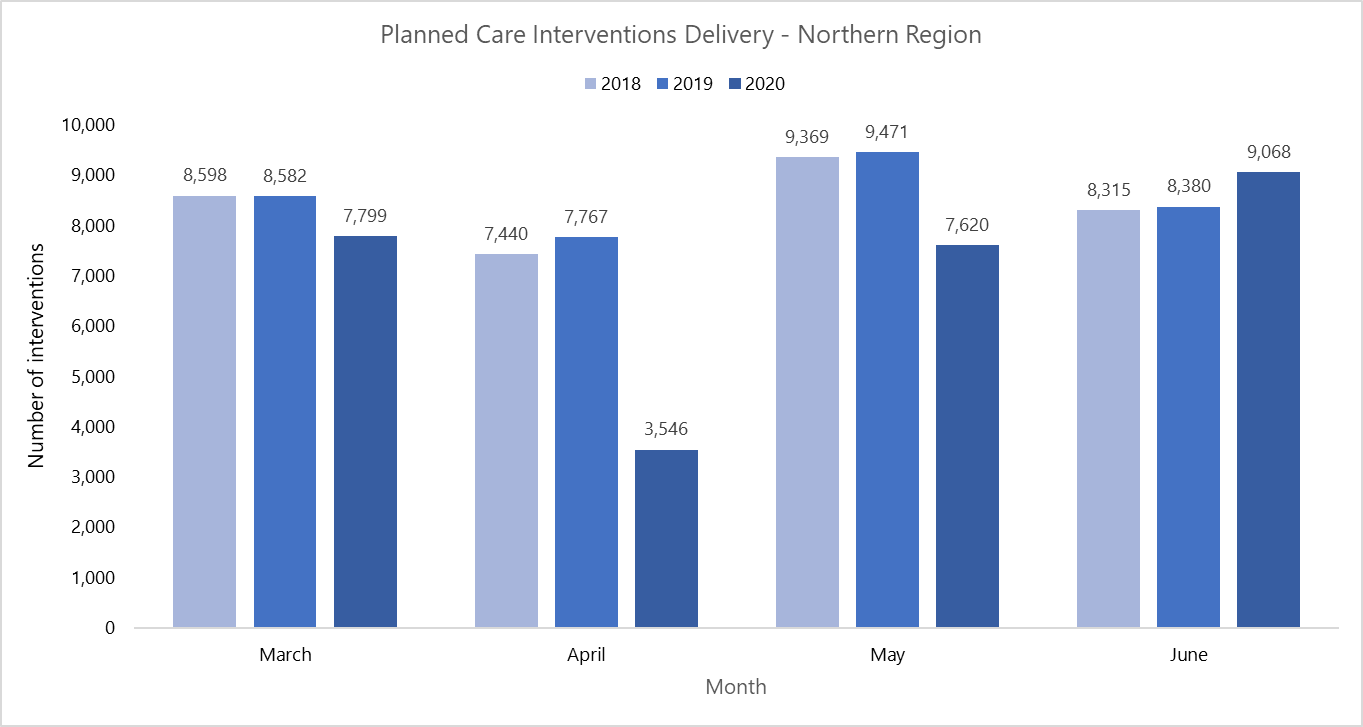 Planned Care Interventions Delivery - Northern Region
2018 2019 2020
10,000
9,000
8,000
7,000
6,000
5,000
4,000
3,000
2,000
1,000
0
Number of interventions
8,598 8,582 7,799
7,440 7,767 3,546
9,369 9,471 7,620
8,315 8,380 9,068
March April May June
Month